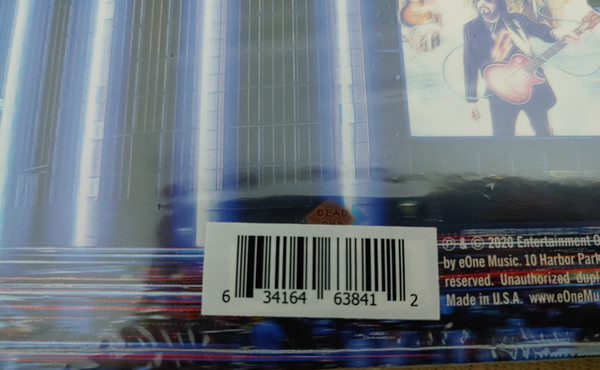 DEAD
6 34164 63841 2
℗ & © 2020 Entertainment O
by eOne Music. 10 Harbor Park
reserved. Unauthorized dupl
Made in U.S.A. www.eOneMu